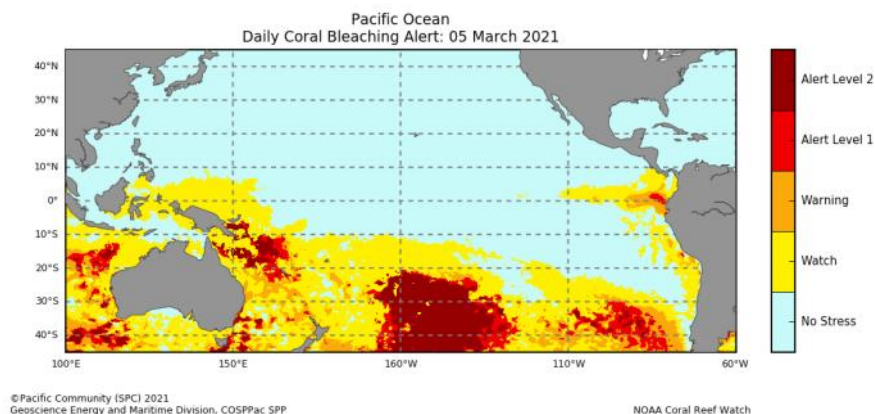 Pacific Ocean
Daily Coral Bleaching Alert: 05 March 2021
40°N
30°N
20°N
10°N
0°
10°S
20°S
30°S
40°S
100°E
150°E
160°W
110°W
60°W
Alert Level 2
Alert Level 1
Warning
Watch
No Stress
©Pacific Community (SPC) 2021
Geoscience Energy and Maritime Division, COSPPac SPP
NOAA Coral Reef Watch